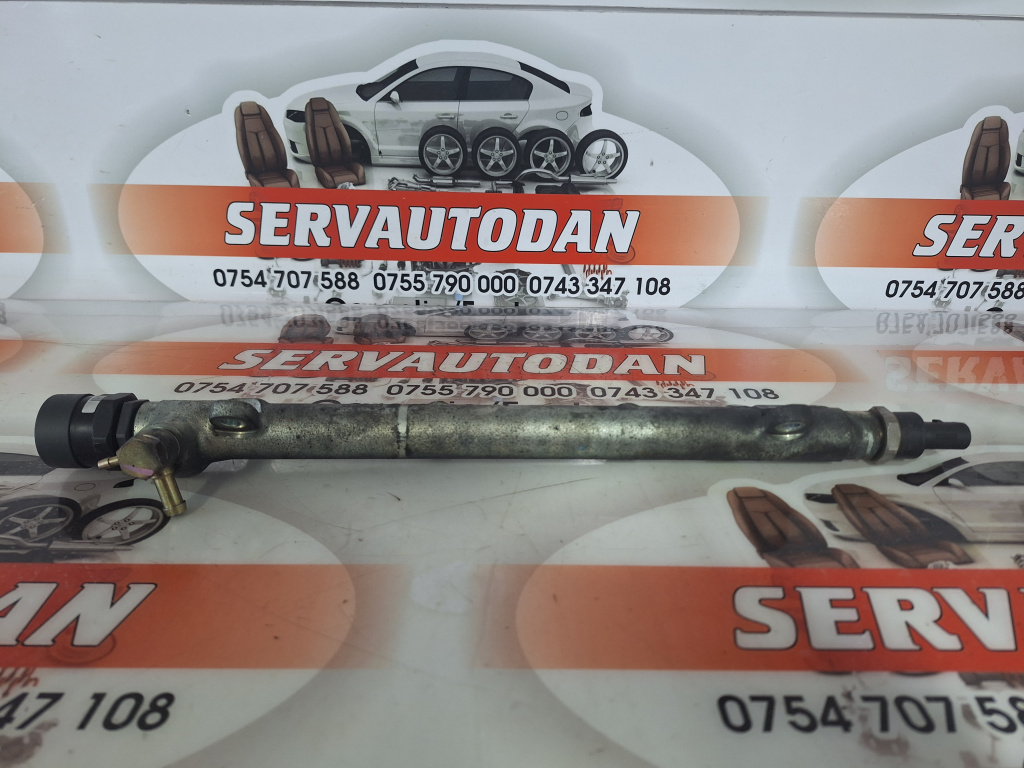 SERVAUTODAN
0754 707 588 0755 790 000 0743 347 108
SER
0754 707 588
SERVAUTODAN
0754 707 588 0755 790 000 0743 347 108
AN
47 108
SERV
0754 707 58